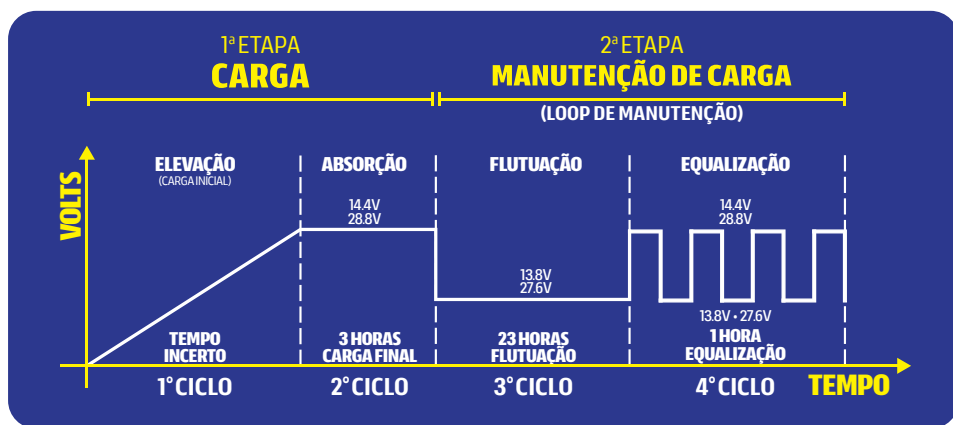 1ª ETAPA
CARGA
2ª ETAPA
MANUTENÇÃO DE CARGA
(LOOP DE MANUTENÇÃO)
VOLTS
ELEVAÇÃO
(CARGA INICIAL)
ABSORÇÃO
14.4V
28.8V
FLUTUAÇÃO
13.8V
27.6V
EQUALIZAÇÃO
14.4V
28.8V
13.8V • 27.6V
TEMPO
INCERTO
3 HORAS
CARGA FINAL
23 HORAS
FLUTUAÇÃO
1 HORA
EQUALIZAÇÃO
1° CICLO
2° CICLO
3° CICLO
4° CICLO
TEMPO